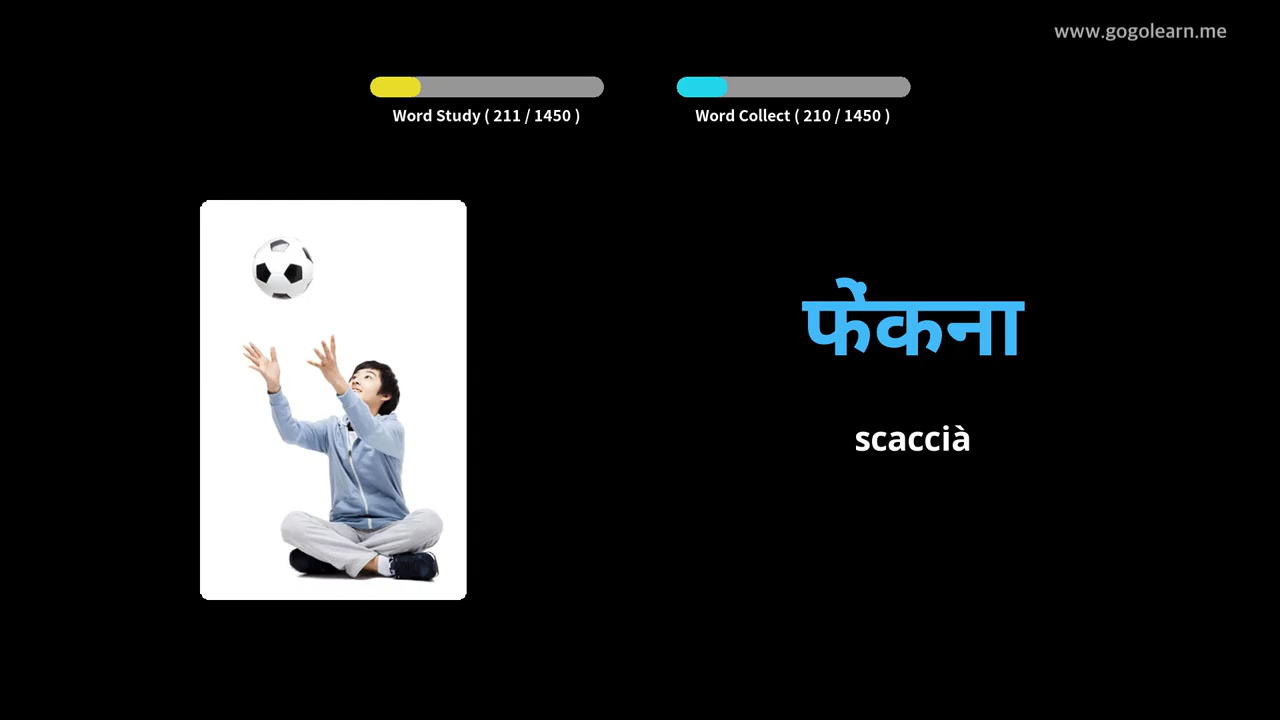 www.gogolearn.me
Word Study ( 211 / 1450 )
Word Collect ( 210 / 1450 )
फेंकना
scaccià